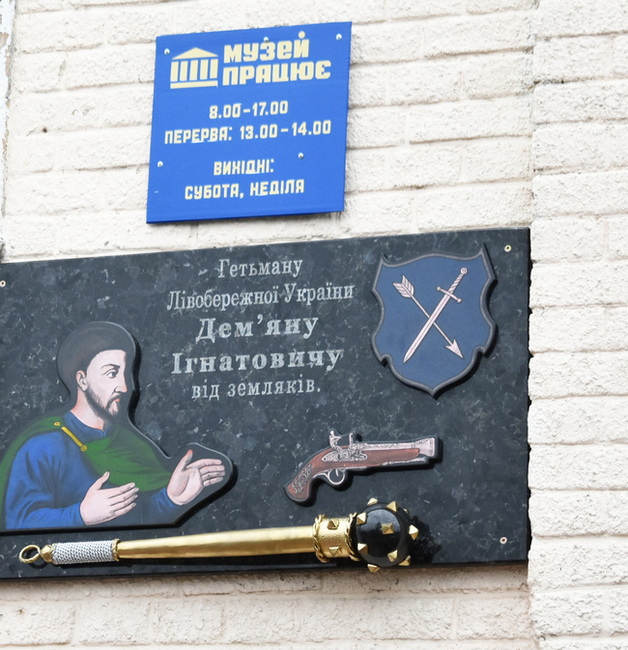 МУЗЕЙ
ПРАЦЮЄ
8.00-17.00
ПЕРЕРВА: 13.00-14.00
ВИХІДНІ:
СУБОТА, НЕДІЛЯ
Гетьману
Лівобережної України
Дем'яну
Ігнатовичу
від земляків.